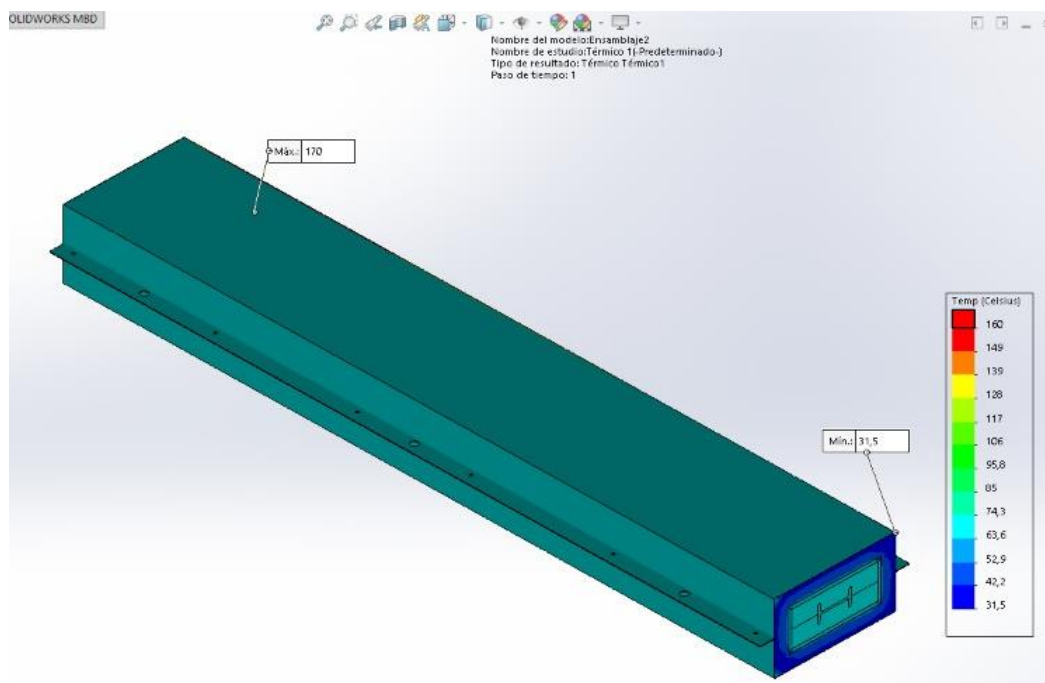 OLIDWORKS MBD
Nombre del modelo:Ensamblaje2
Nombre de estudio:Térmico 1(-Predeterminado-)
Tipo de resultado: Térmico Térmico1
Paso de tiempo: 1
Máx.: 170
Temp (Celsius)
160
149
139
128
117
106
95,8
85
74,3
63,6
52,9
42,2
31,5
Mín.: 31,5